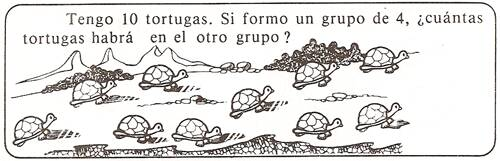 Tengo 10 tortugas. Si formo un grupo de 4, ¿cuántas
tortugas habrá en el otro grupo?